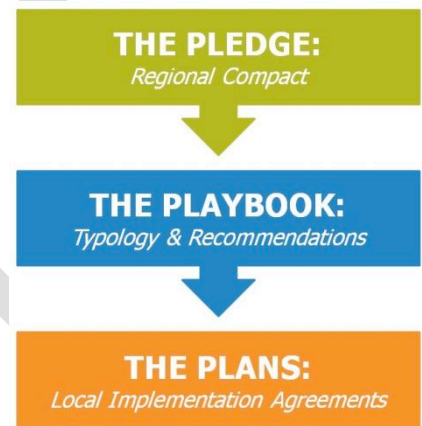 THE PLEDGE:
Regional Compact
THE PLAYBOOK:
Typology & Recommendations
THE PLANS:
Local Implementation Agreements